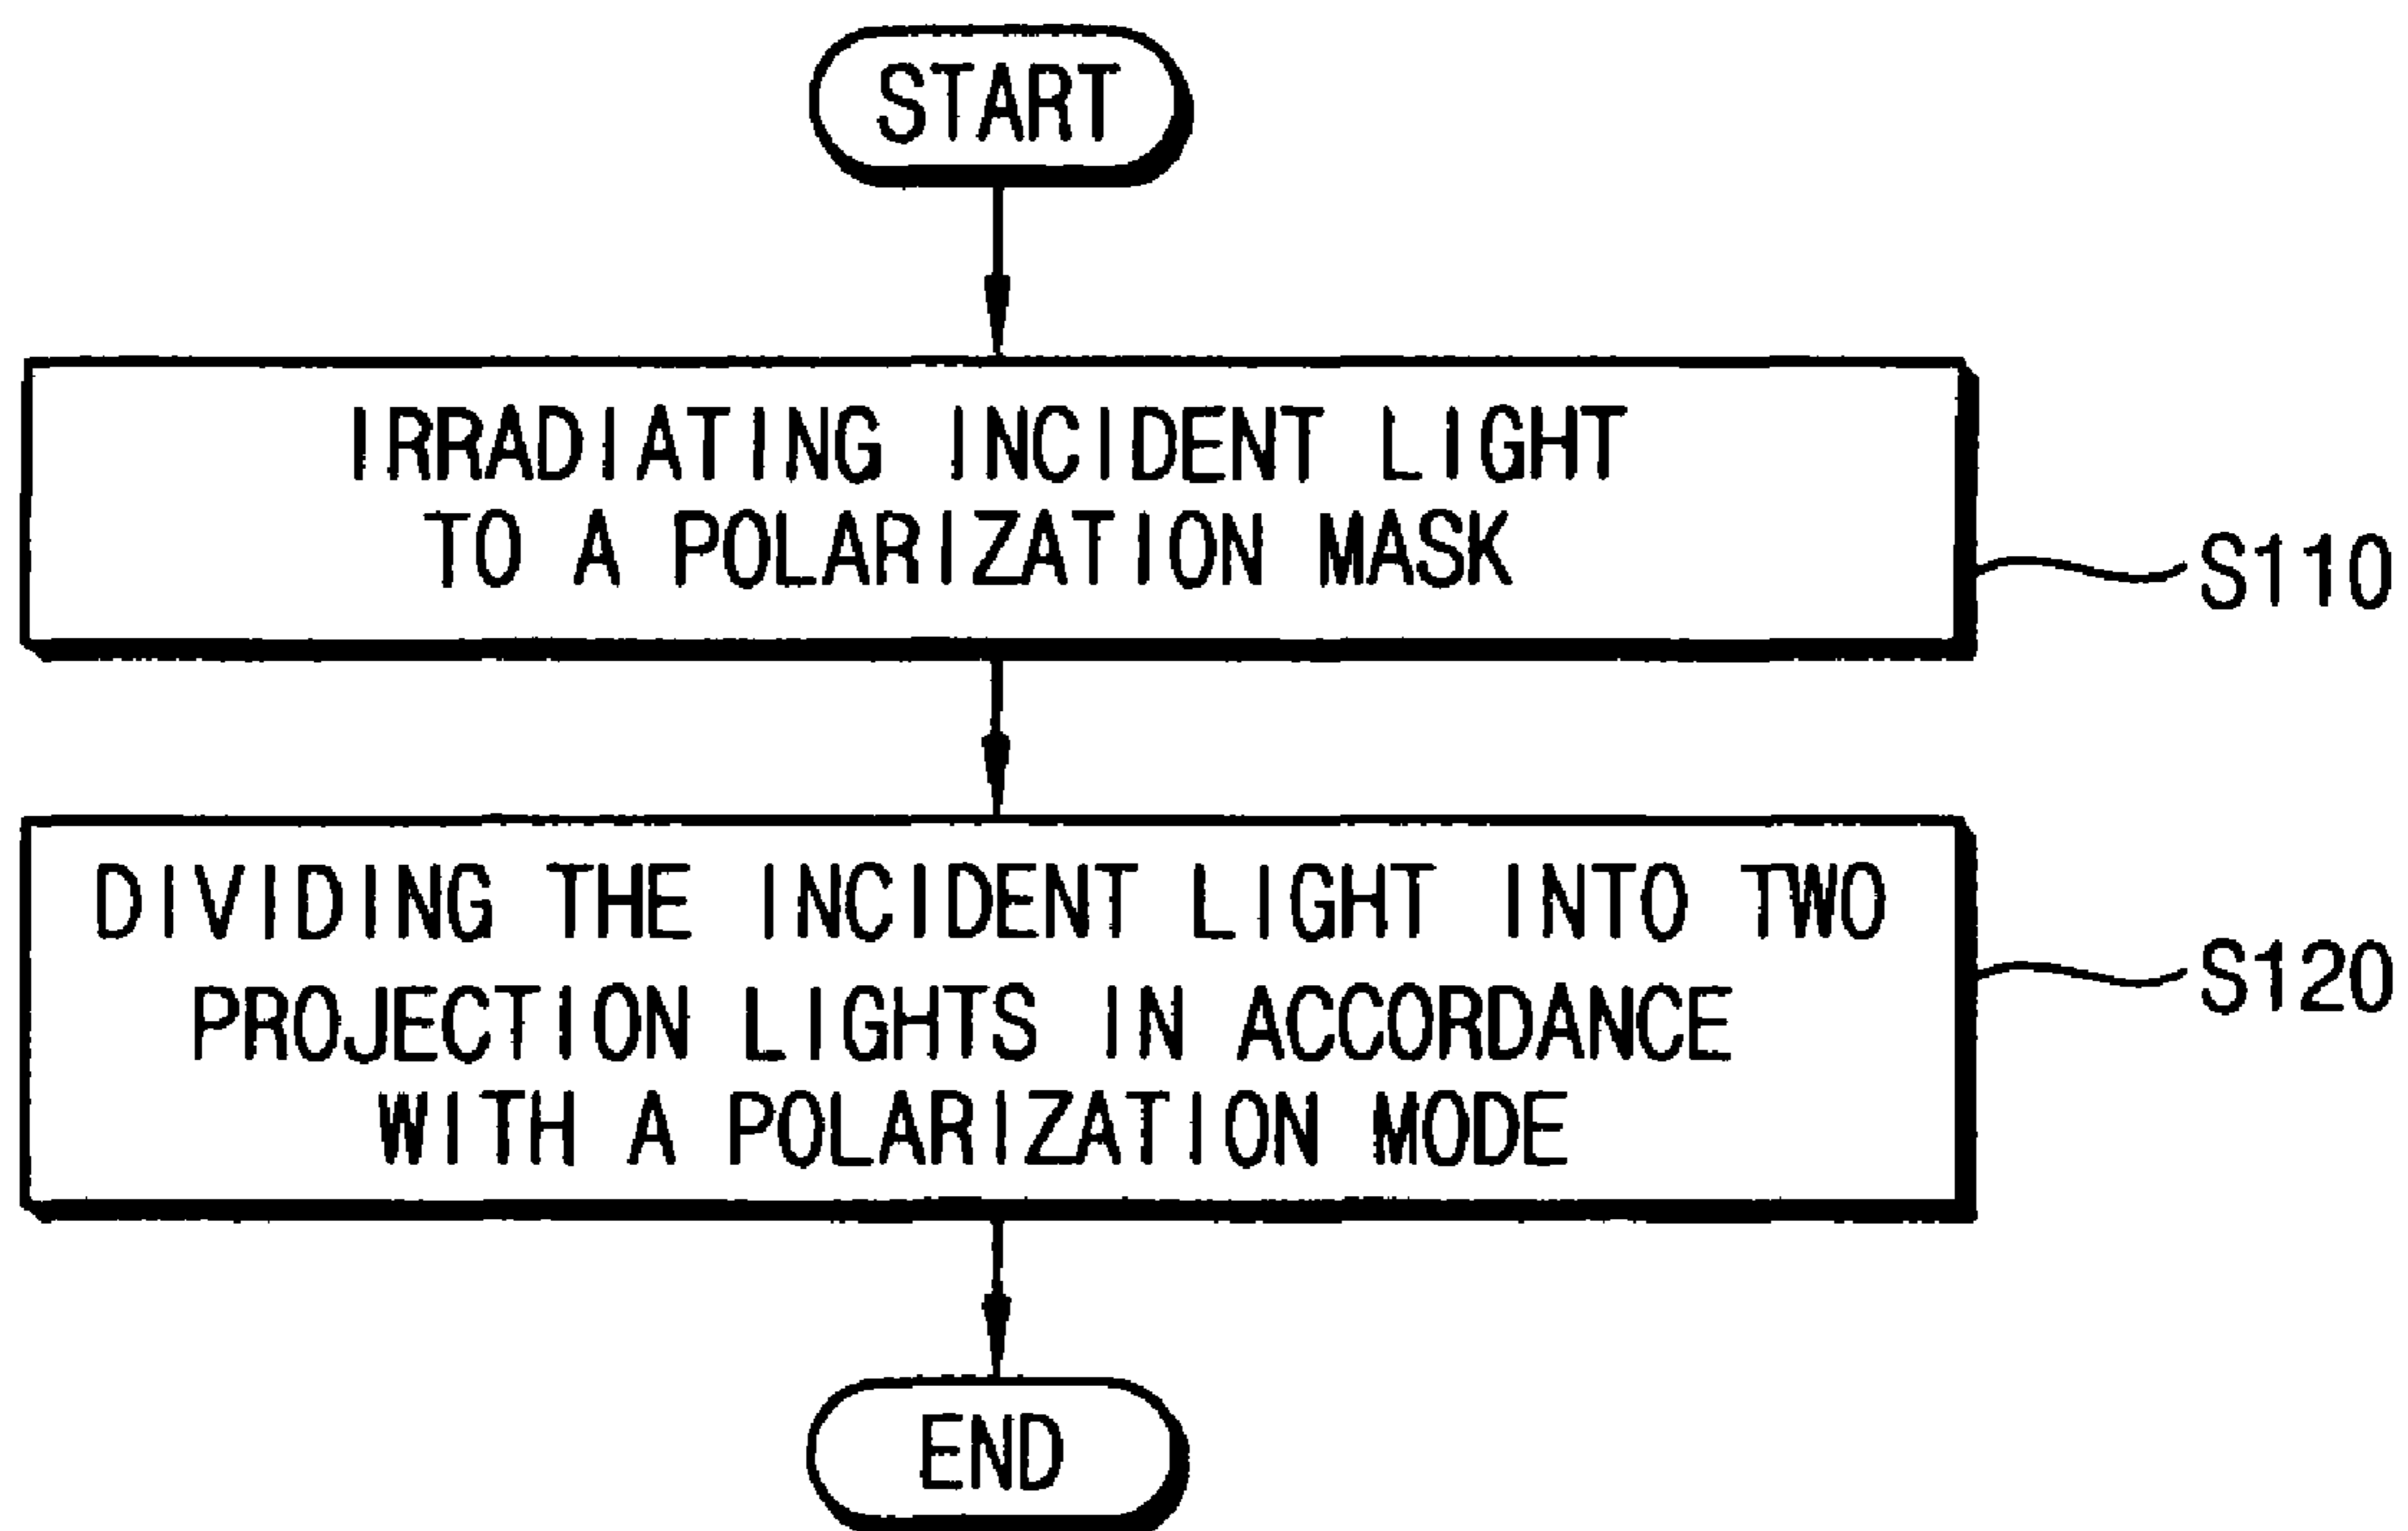 START
IRRADIATING INCIDENT LIGHT
TO A POLARIZATION MASK
S110
DIVIDING THE INCIDENT LIGHT INTO TWO
PROJECTION LIGHTS IN ACCORDANCE
WITH A POLARIZATION MODE
S120
END